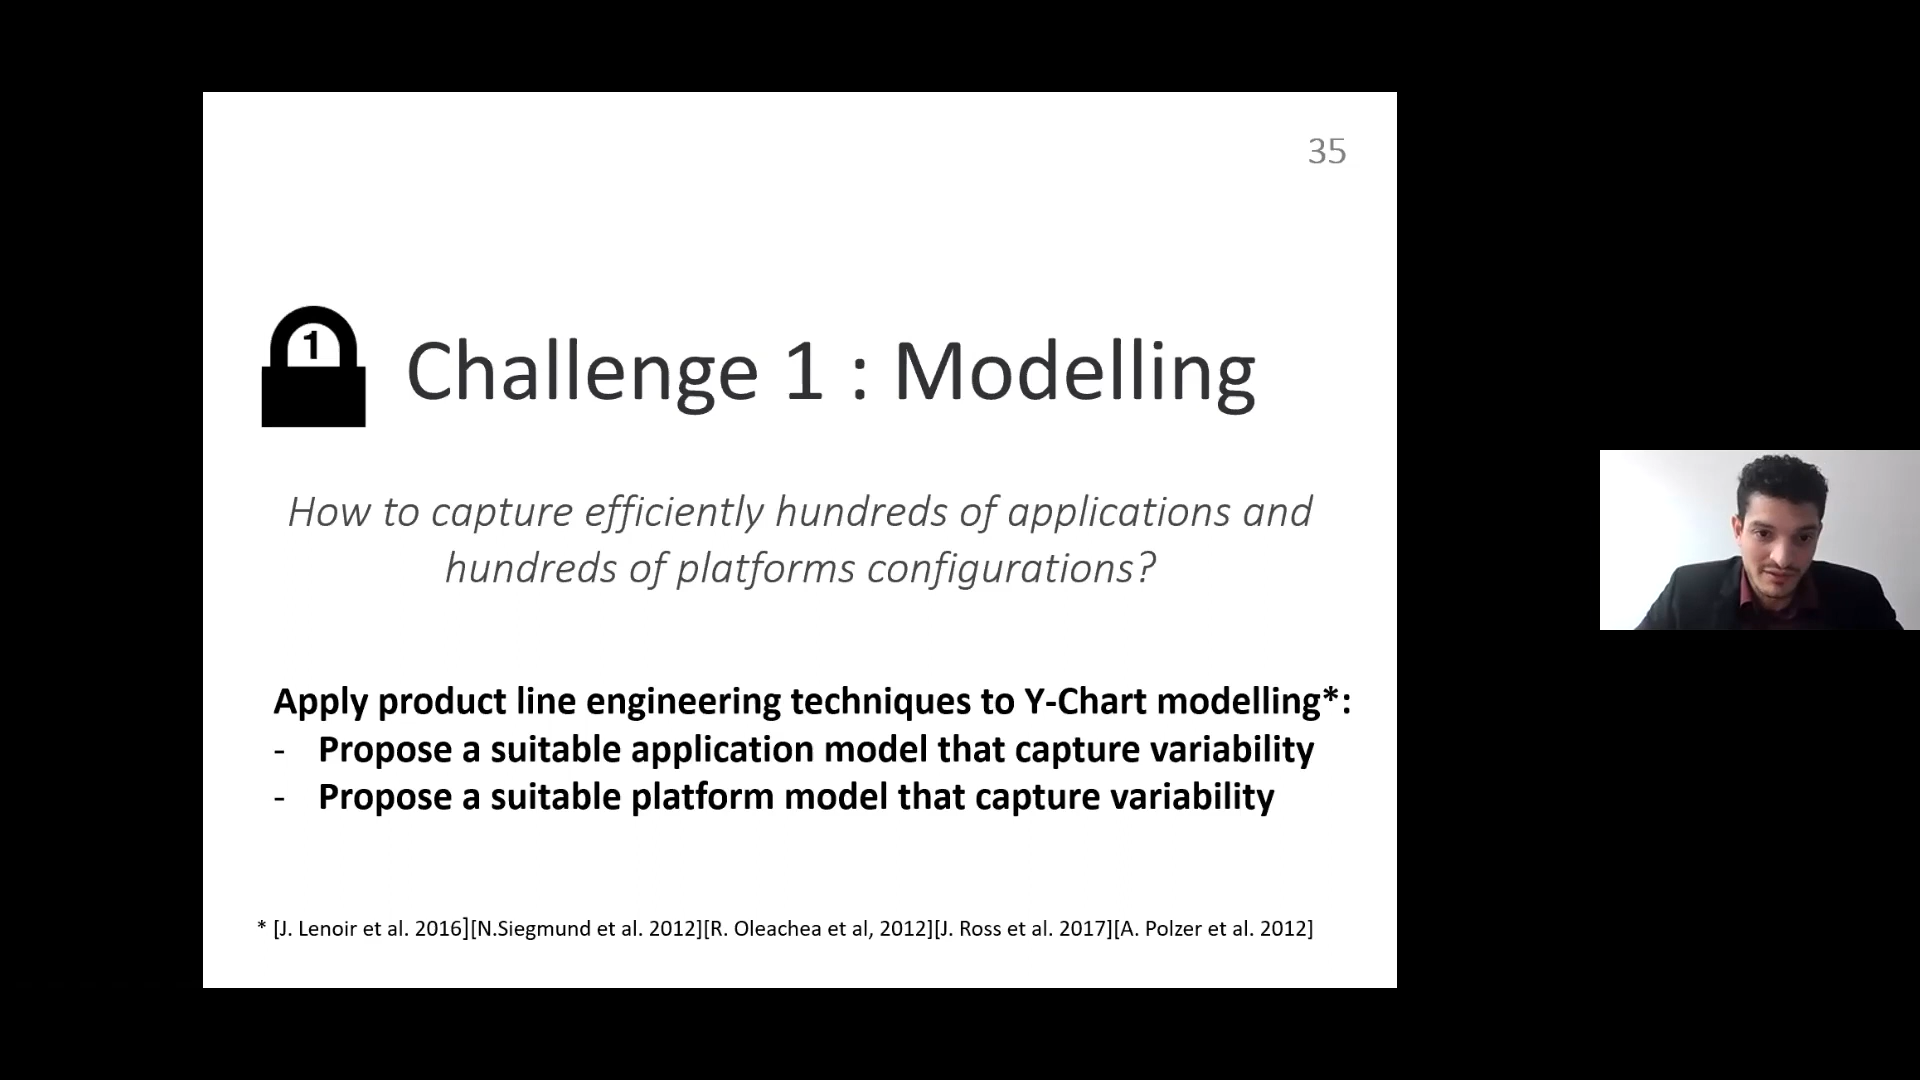 35
1
Challenge 1 : Modelling
How to capture efficiently hundreds of applications and
hundreds of platforms configurations?
Apply product line engineering techniques to Y-Chart modelling*:
- Propose a suitable application model that capture variability
- Propose a suitable platform model that capture variability
* [J. Lenoir et al. 2016][N.Siegmund et al. 2012][R. Oleachea et al, 2012][J. Ross et al. 2017][A. Polzer et al. 2012]